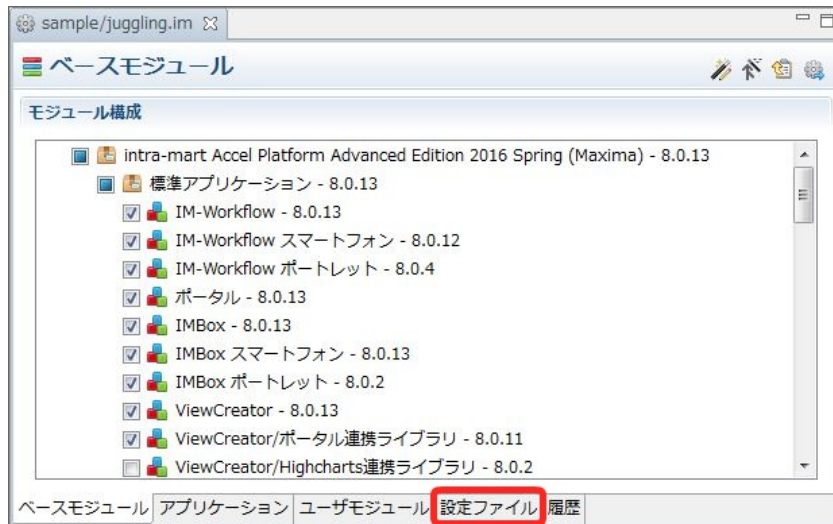 sample/juggling.im
ベースモジュール
モジュール構成
intra-mart Accel Platform Advanced Edition 2016 Spring (Maxima) - 8.0.13
標準アプリケーション - 8.0.13
IM-Workflow - 8.0.13
IM-Workflow スマートフォン - 8.0.12
IM-Workflow ポートレット - 8.0.4
ポータル - 8.0.13
IMBox - 8.0.13
IMBox スマートフォン - 8.0.13
IMBox ポートレット - 8.0.2
ViewCreator - 8.0.13
ViewCreator/ポータル連携ライブラリ - 8.0.11
ViewCreator/Highcharts連携ライブラリ - 8.0.2
ベースモジュール アプリケーション ユーザモジュール 設定ファイル 履歴